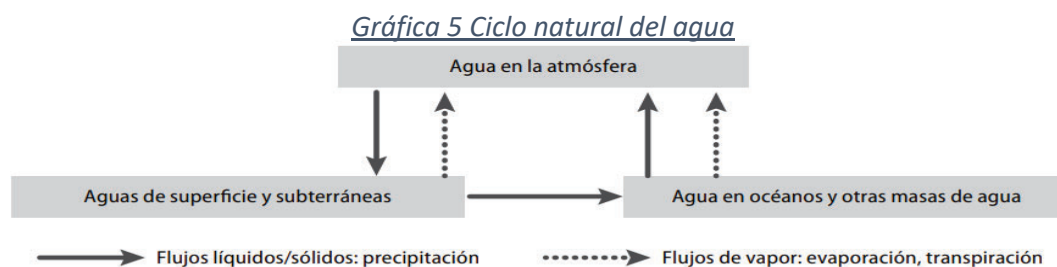 Gráfica 5 Ciclo natural del agua
Agua en la atmósfera
Aguas de superficie y subterráneas
Agua en océanos y otras masas de agua
Flujos líquidos/sólidos: precipitación
Flujos de vapor: evaporación, transpiración